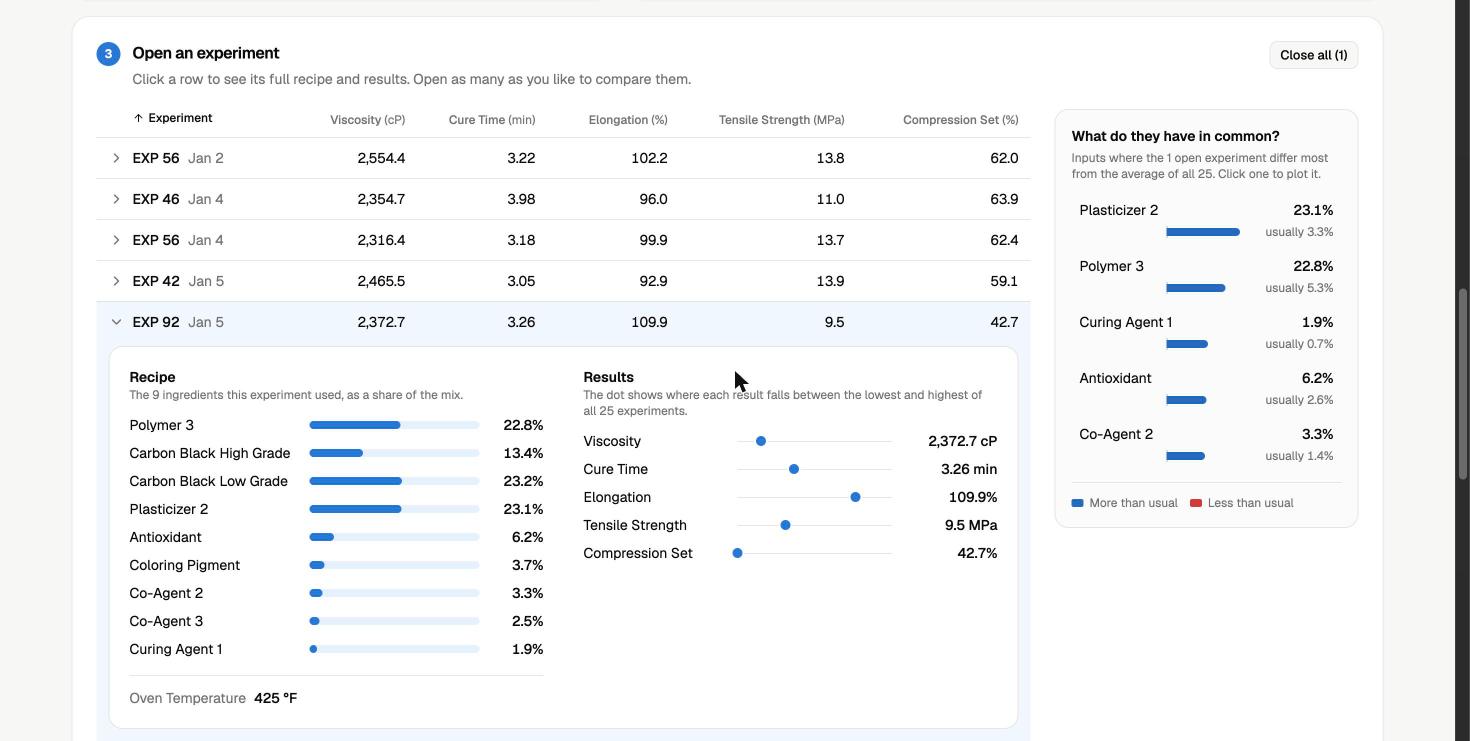 3 Open an experiment
Close all (1)
Click a row to see its full recipe and results. Open as many as you like to compare them.
↑ Experiment Viscosity (cP) Cure Time (min) Elongation (%) Tensile Strength (MPa) Compression Set (%)
EXP 56 Jan 2 2,554.4 3.22 102.2 13.8 62.0
EXP 46 Jan 4 2,354.7 3.98 96.0 11.0 63.9
EXP 56 Jan 4 2,316.4 3.18 99.9 13.7 62.4
EXP 42 Jan 5 2,465.5 3.05 92.9 13.9 59.1
EXP 92 Jan 5 2,372.7 3.26 109.9 9.5 42.7
Recipe
The 9 ingredients this experiment used, as a share of the mix.
Polymer 3 22.8%
Carbon Black High Grade 13.4%
Carbon Black Low Grade 23.2%
Plasticizer 2 23.1%
Antioxidant 6.2%
Coloring Pigment 3.7%
Co-Agent 2 3.3%
Co-Agent 3 2.5%
Curing Agent 1 1.9%
Oven Temperature 425 °F
Results
The dot shows where each result falls between the lowest and highest of
all 25 experiments.
Viscosity 2,372.7 cP
Cure Time 3.26 min
Elongation 109.9%
Tensile Strength 9.5 MPa
Compression Set 42.7%
What do they have in common?
Inputs where the 1 open experiment differ most
from the average of all 25. Click one to plot it.
Plasticizer 2 23.1%
usually 3.3%
Polymer 3 22.8%
usually 5.3%
Curing Agent 1 1.9%
usually 0.7%
Antioxidant 6.2%
usually 2.6%
Co-Agent 2 3.3%
usually 1.4%
More than usual Less than usual